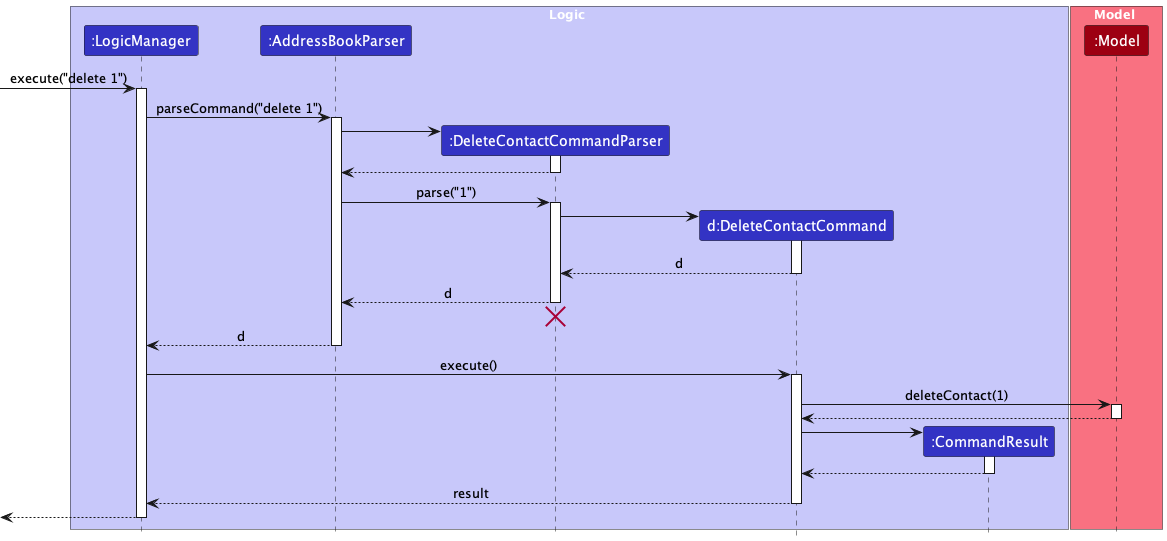 Logic
Model
:LogicManager
:AddressBookParser
:Model
execute("delete 1")
parseCommand("delete 1")
:DeleteContactCommandParser
parse("1")
d:DeleteContactCommand
d
d
d
execute()
deleteContact(1)
:CommandResult
result